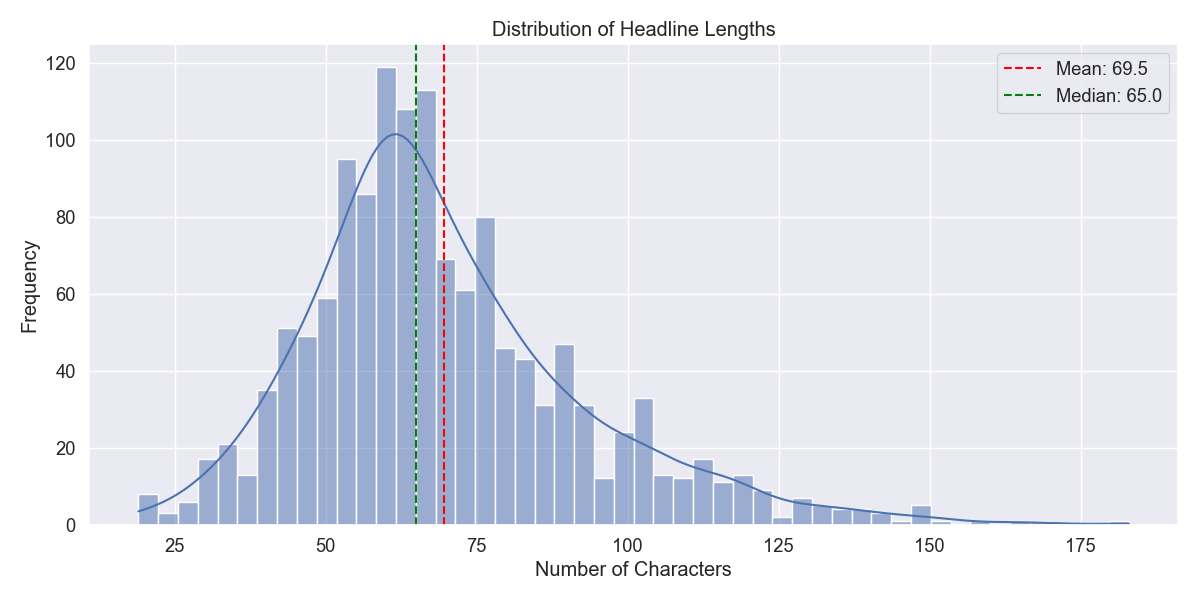 Distribution of Headline Lengths
Mean: 69.5
Median: 65.0
Frequency
120
100
80
60
40
20
0
25 50 75 100 125 150 175
Number of Characters